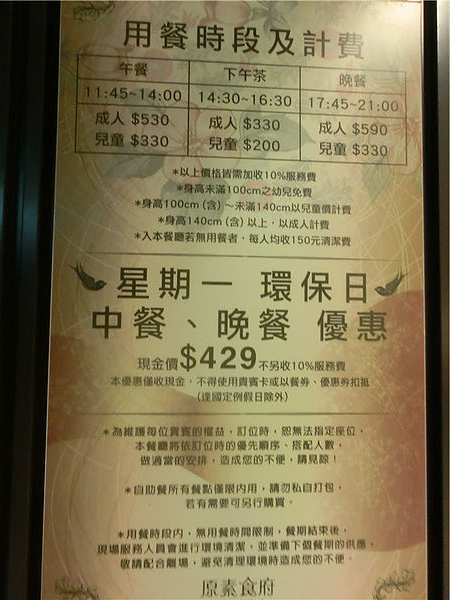 用餐時段及計費
午餐 下午茶 晚餐
11:45~14:00 14:30~16:30 17:45~21:00
成人 $530 成人 $330 成人 $590
兒童 $330 兒童 $200 兒童 $330
*以上價格皆需加收10%服務費
*身高未滿100cm之幼兒免費
*身高100cm (含) ~未滿140cm以兒童價計費
*身高140cm (含) 以上，以成人計費
*入本餐廳若無用餐者，每人均收150元清潔費
星期一 環保日
中餐、晚餐 優惠
現金價$429不另收10%服務費
本優惠僅收現金，不得使用貴賓卡或以餐券、優惠券扣抵
(逢國定例假日除外)
*為維護每位貴賓的權益，訂位時，恕無法指定座位，
本餐廳將依訂位時的優先順序、搭配人數，
做適當的安排，造成您的不便，請見諒！
*自助餐所有餐點僅限內用，請勿私自打包，
若有需要可另行購買。
*用餐時段內，無用餐時間限制，餐期結束後，
現場服務人員會進行環境清潔，並準備下個餐期的供應，
敬請配合離場，避免清理環境時造成您的不便。
原素食府